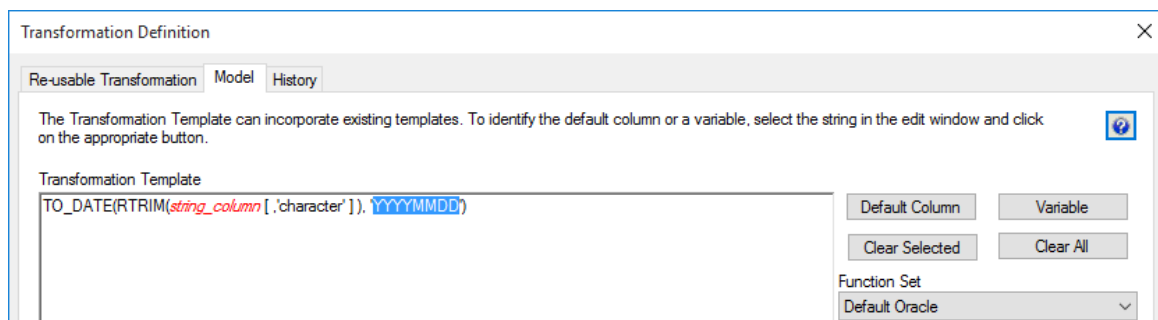 Transformation Definition
Re-usable Transformation Model History
The Transformation Template can incorporate existing templates. To identify the default column or a variable, select the string in the edit window and click
on the appropriate button.
Transformation Template
TO_DATE(RTRIM(string_column [ ,'character' ] ), 'YYYYMMDD')
Default Column Variable
Clear Selected Clear All
Function Set
Default Oracle